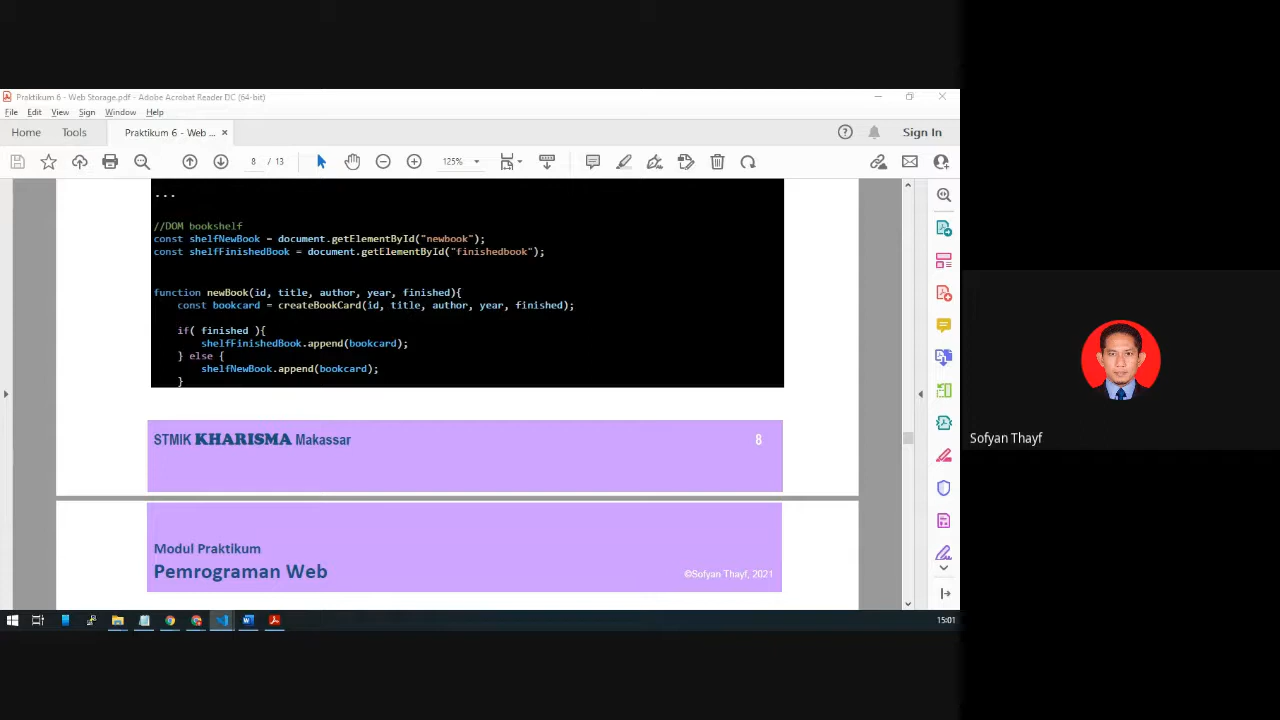 Praktikum 6 - Web Storage.pdf - Adobe Acrobat Reader DC (64-bit)
File Edit View Sign Window Help
Home Tools Praktikum 6 - Web ... × Sign In
8 / 13 125%
...
//DOM bookshelf
const shelfNewBook = document.getElementById("newbook");
const shelfFinishedBook = document.getElementById("finishedbook");
function newBook(id, title, author, year, finished){
const bookcard = createBookCard(id, title, author, year, finished);
if( finished ){
shelfFinishedBook.append(bookcard);
} else {
shelfNewBook.append(bookcard);
}
STMIK KHARISMA Makassar 8
Modul Praktikum
Pemrograman Web ©Sofyan Thayf, 2021
15:01
Sofyan Thayf